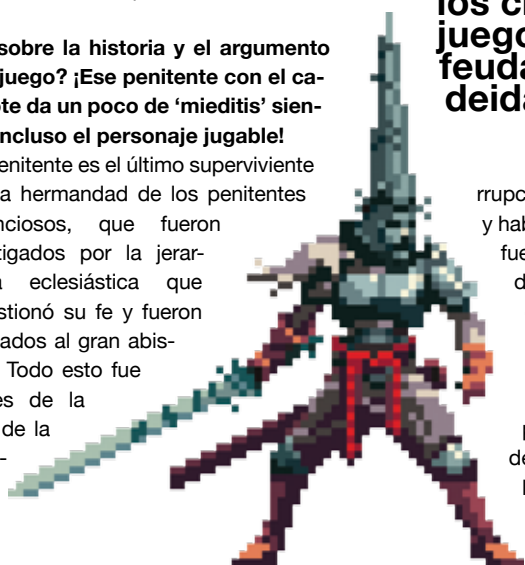 sobre la historia y el argumento
juego? ¡Ese penitente con el ca-
te da un poco de ‘mieditis’ sien-
ncluso el personaje jugable!
enitente es el último superviviente
a hermandad de los penitentes
nciosos, que fueron
tigados por la jerar-
a eclesiástica que
stionó su fe y fueron
ados al gran abis-
Todo esto fue
es de la
de la
-
los c
juego
feuda
deida
rrupc
y hab
fue
d
p
de
p